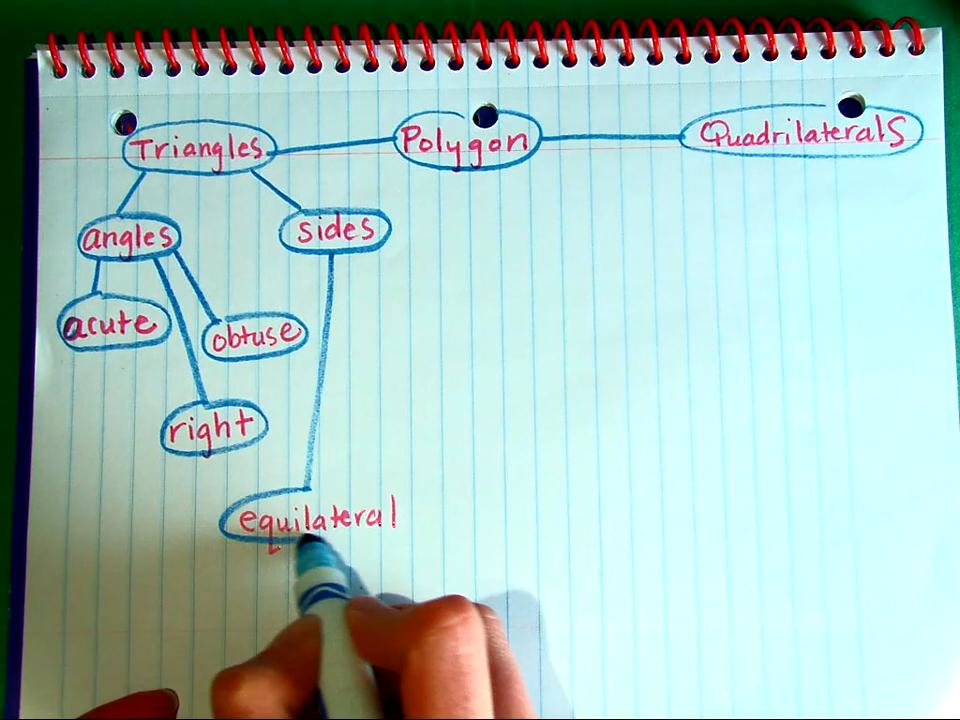 Triangles Polygon Quadrilaterals
angles sides
acute obtuse
right
equilateral